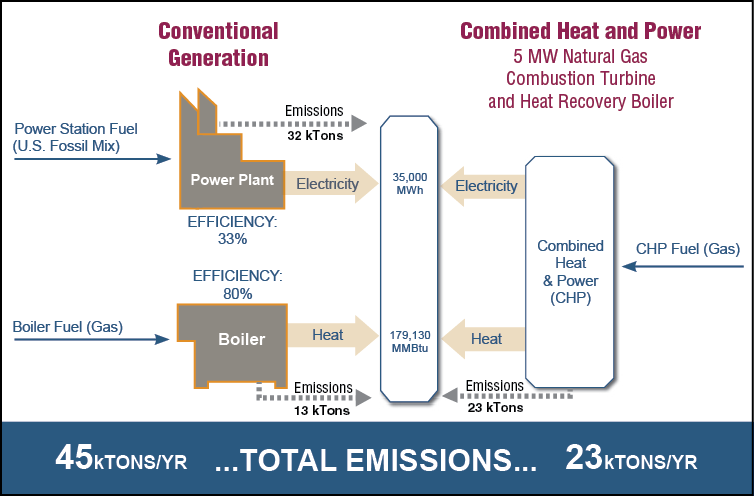 Conventional
Generation
Combined Heat and Power
5 MW Natural Gas
Combustion Turbine
and Heat Recovery Boiler
Emissions
32 kTons
Power Station Fuel
(U.S. Fossil Mix)
Power Plant
Electricity
35,000
MWh
Electricity
EFFICIENCY:
33%
Combined
Heat
& Power
(CHP)
CHP Fuel (Gas)
EFFICIENCY:
80%
Boiler Fuel (Gas)
Boiler
Heat
179,130
MMBtu
Heat
Emissions
13 kTons
Emissions
23 kTons
45kTONS/YR ...TOTAL EMISSIONS... 23kTONS/YR